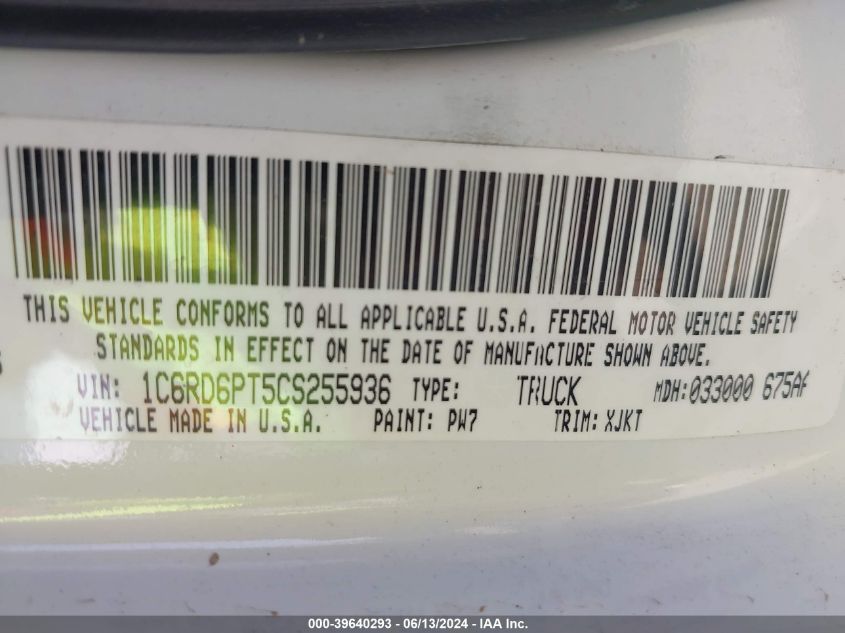 THIS VEHICLE CONFORMS TO ALL APPLICABLE U.S.A. FEDERAL MOTOR VEHICLE SAFETY
STANDARDS IN EFFECT ON THE DATE OF MANUFACTURE SHOWN ABOVE.
VIN: 1C6RD6PT5CS255936 TYPE: TRUCK MDH:033000 675A
VEHICLE MADE IN U.S.A. PAINT: PW7 TRIM: XJKT
000-39640293 - 06/13/2024 - IAA Inc.